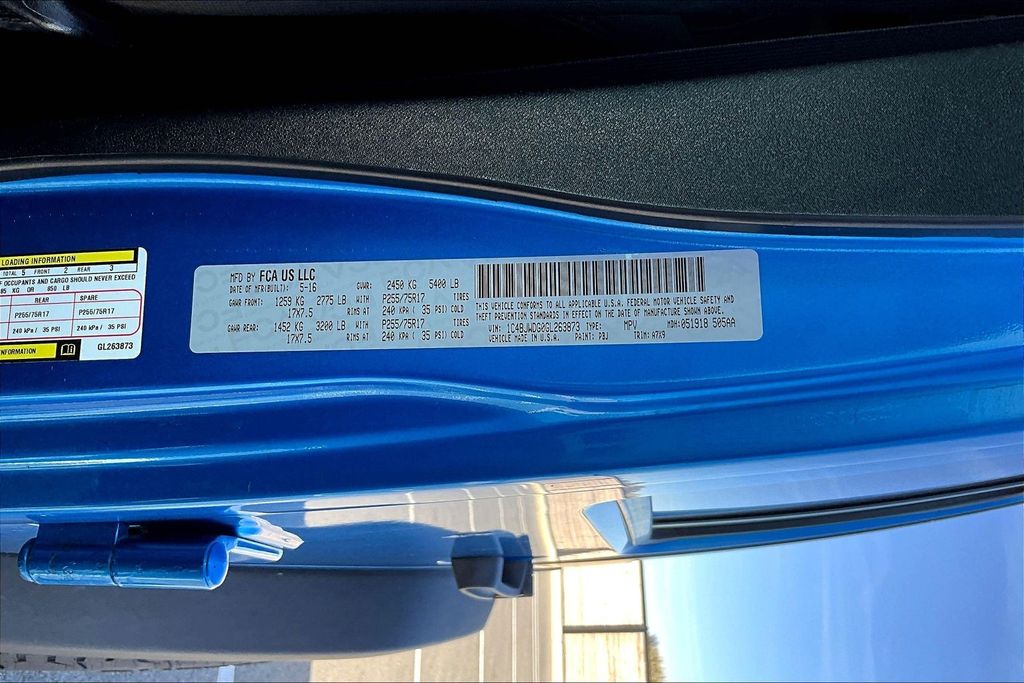 LOADING INFORMATION
TOTAL 5 FRONT 2 REAR 3
OF OCCUPANTS AND CARGO SHOULD NEVER EXCEED
KG OR 850 LB
REAR SPARE
P255/75R17 P255/75R17
240 kPa / 35 PSI 240 kPa / 35 PSI
INFORMATION
GL263873
MFD BY FCA US LLC
DATE OF MFR(BUILT): 5-16 GVWR: 2450 KG 5400 LB
GAWR FRONT: 1259 KG 2775 LB P255/75R17 TIRES
17X7.5 RIMS AT 240 KPA ( 35 PSI) COLD
WITH
GAWR REAR: 1452 KG 3200 LB P255/75R17 TIRES
WITH
17X7.5 RIMS AT 240 KPA ( 35 PSI) COLD
THIS VEHICLE CONFORMS TO ALL APPLICABLE U.S.A. FEDERAL MOTOR VEHICLE SAFETY AND
THEFT PREVENTION STANDARDS IN EFFECT ON THE DATE OF MANUFACTURE SHOWN ABOVE.
VIN: 1C4BJWDG0GL263873 TYPE: MPV MDH: 051918 505AA
VEHICLE MADE IN U.S.A. PAINT: PBJ TRIM: A7X9